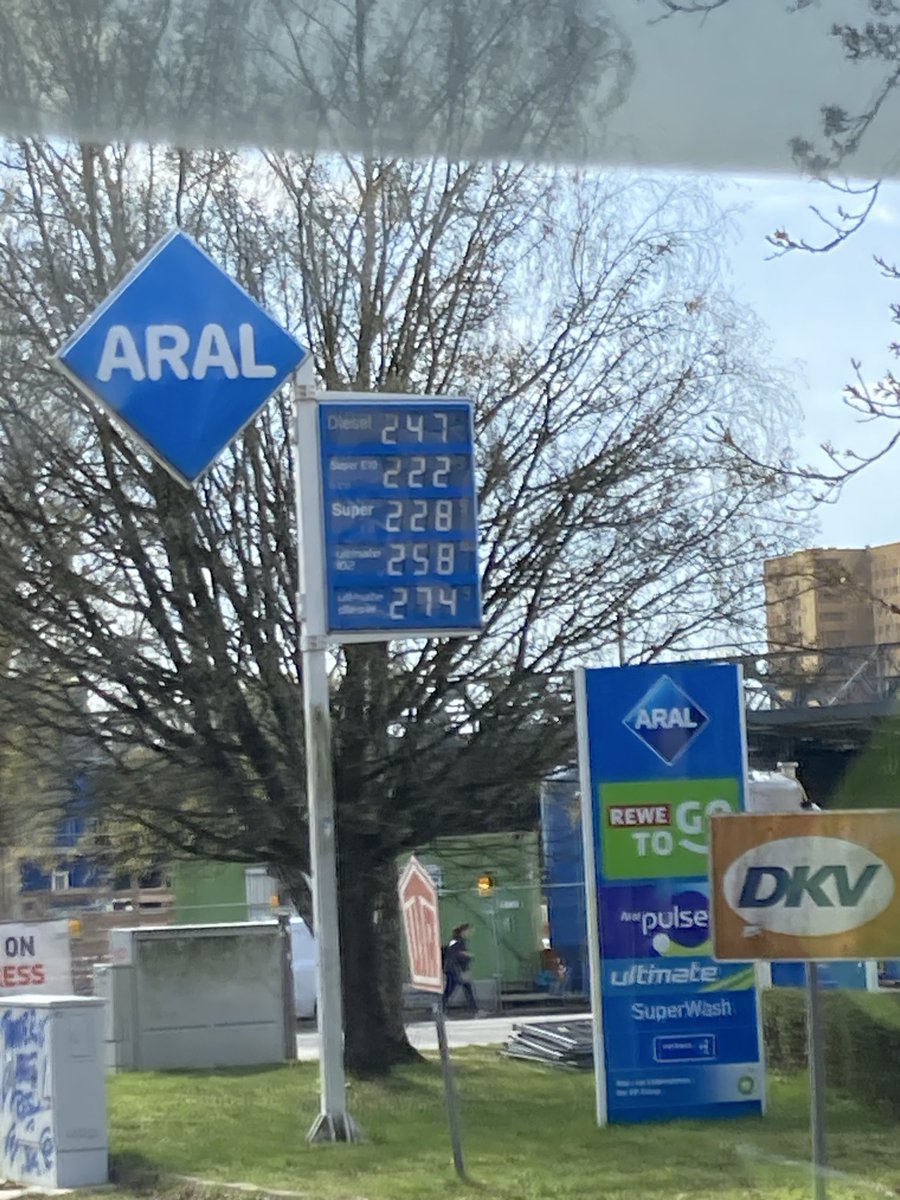 ARAL
Diesel 247
Super E10 222
Super 228
ultimate 258
102
ultimate 274
diesel
ARAL
REWE
TO GO
Aral pulse
ultimate
SuperWash
DKV
ON
ESS